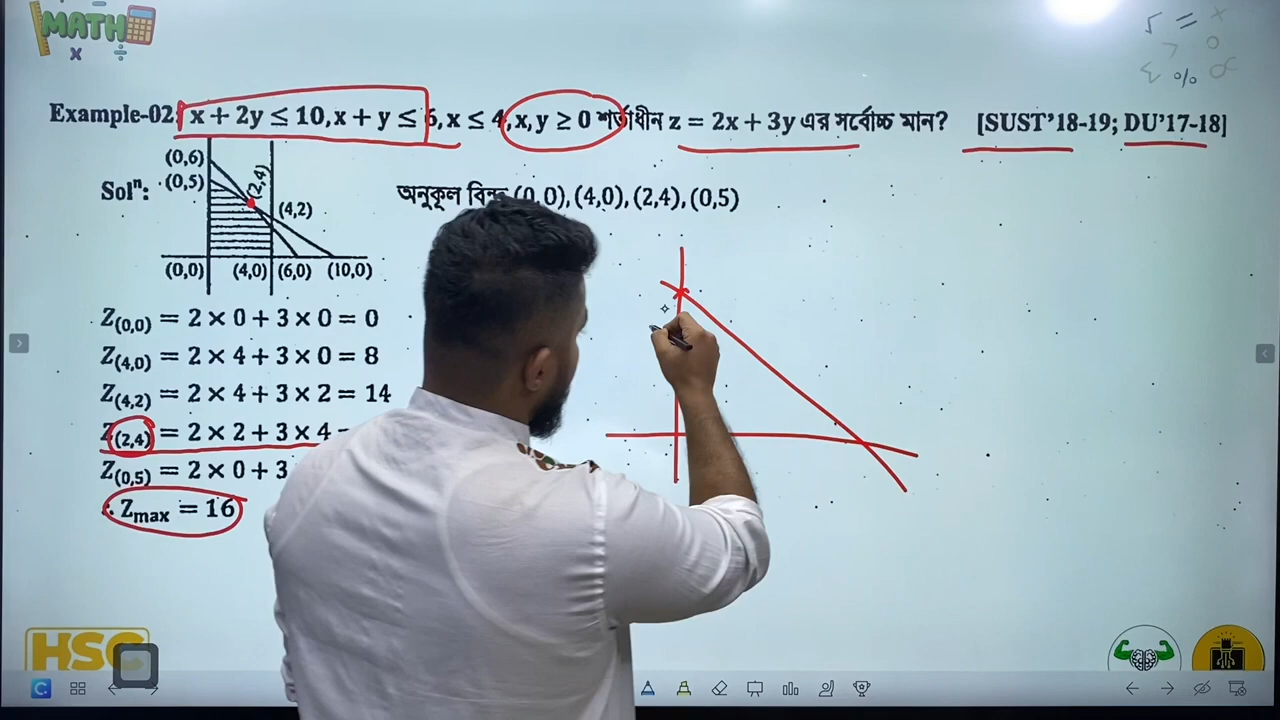 MATH
Example-02: x + 2y ≤ 10, x + y ≤ 6, x ≤ 4, x, y ≥ 0 শর্তাধীন z = 2x + 3y এর সর্বোচ্চ মান? [SUST'18-19; DU'17-18]
Solⁿ:
(0,6)
(0,5)
(2,4)
(4,2)
(0,0) (4,0) (6,0) (10,0)
অনুকূল বিন্দু (0,0), (4,0), (2,4), (0,5)
Z(0,0) = 2 × 0 + 3 × 0 = 0
Z(4,0) = 2 × 4 + 3 × 0 = 8
Z(4,2) = 2 × 4 + 3 × 2 = 14
Z(2,4) = 2 × 2 + 3 × 4 =
Z(0,5) = 2 × 0 + 3
∴ Zmax = 16
HSC